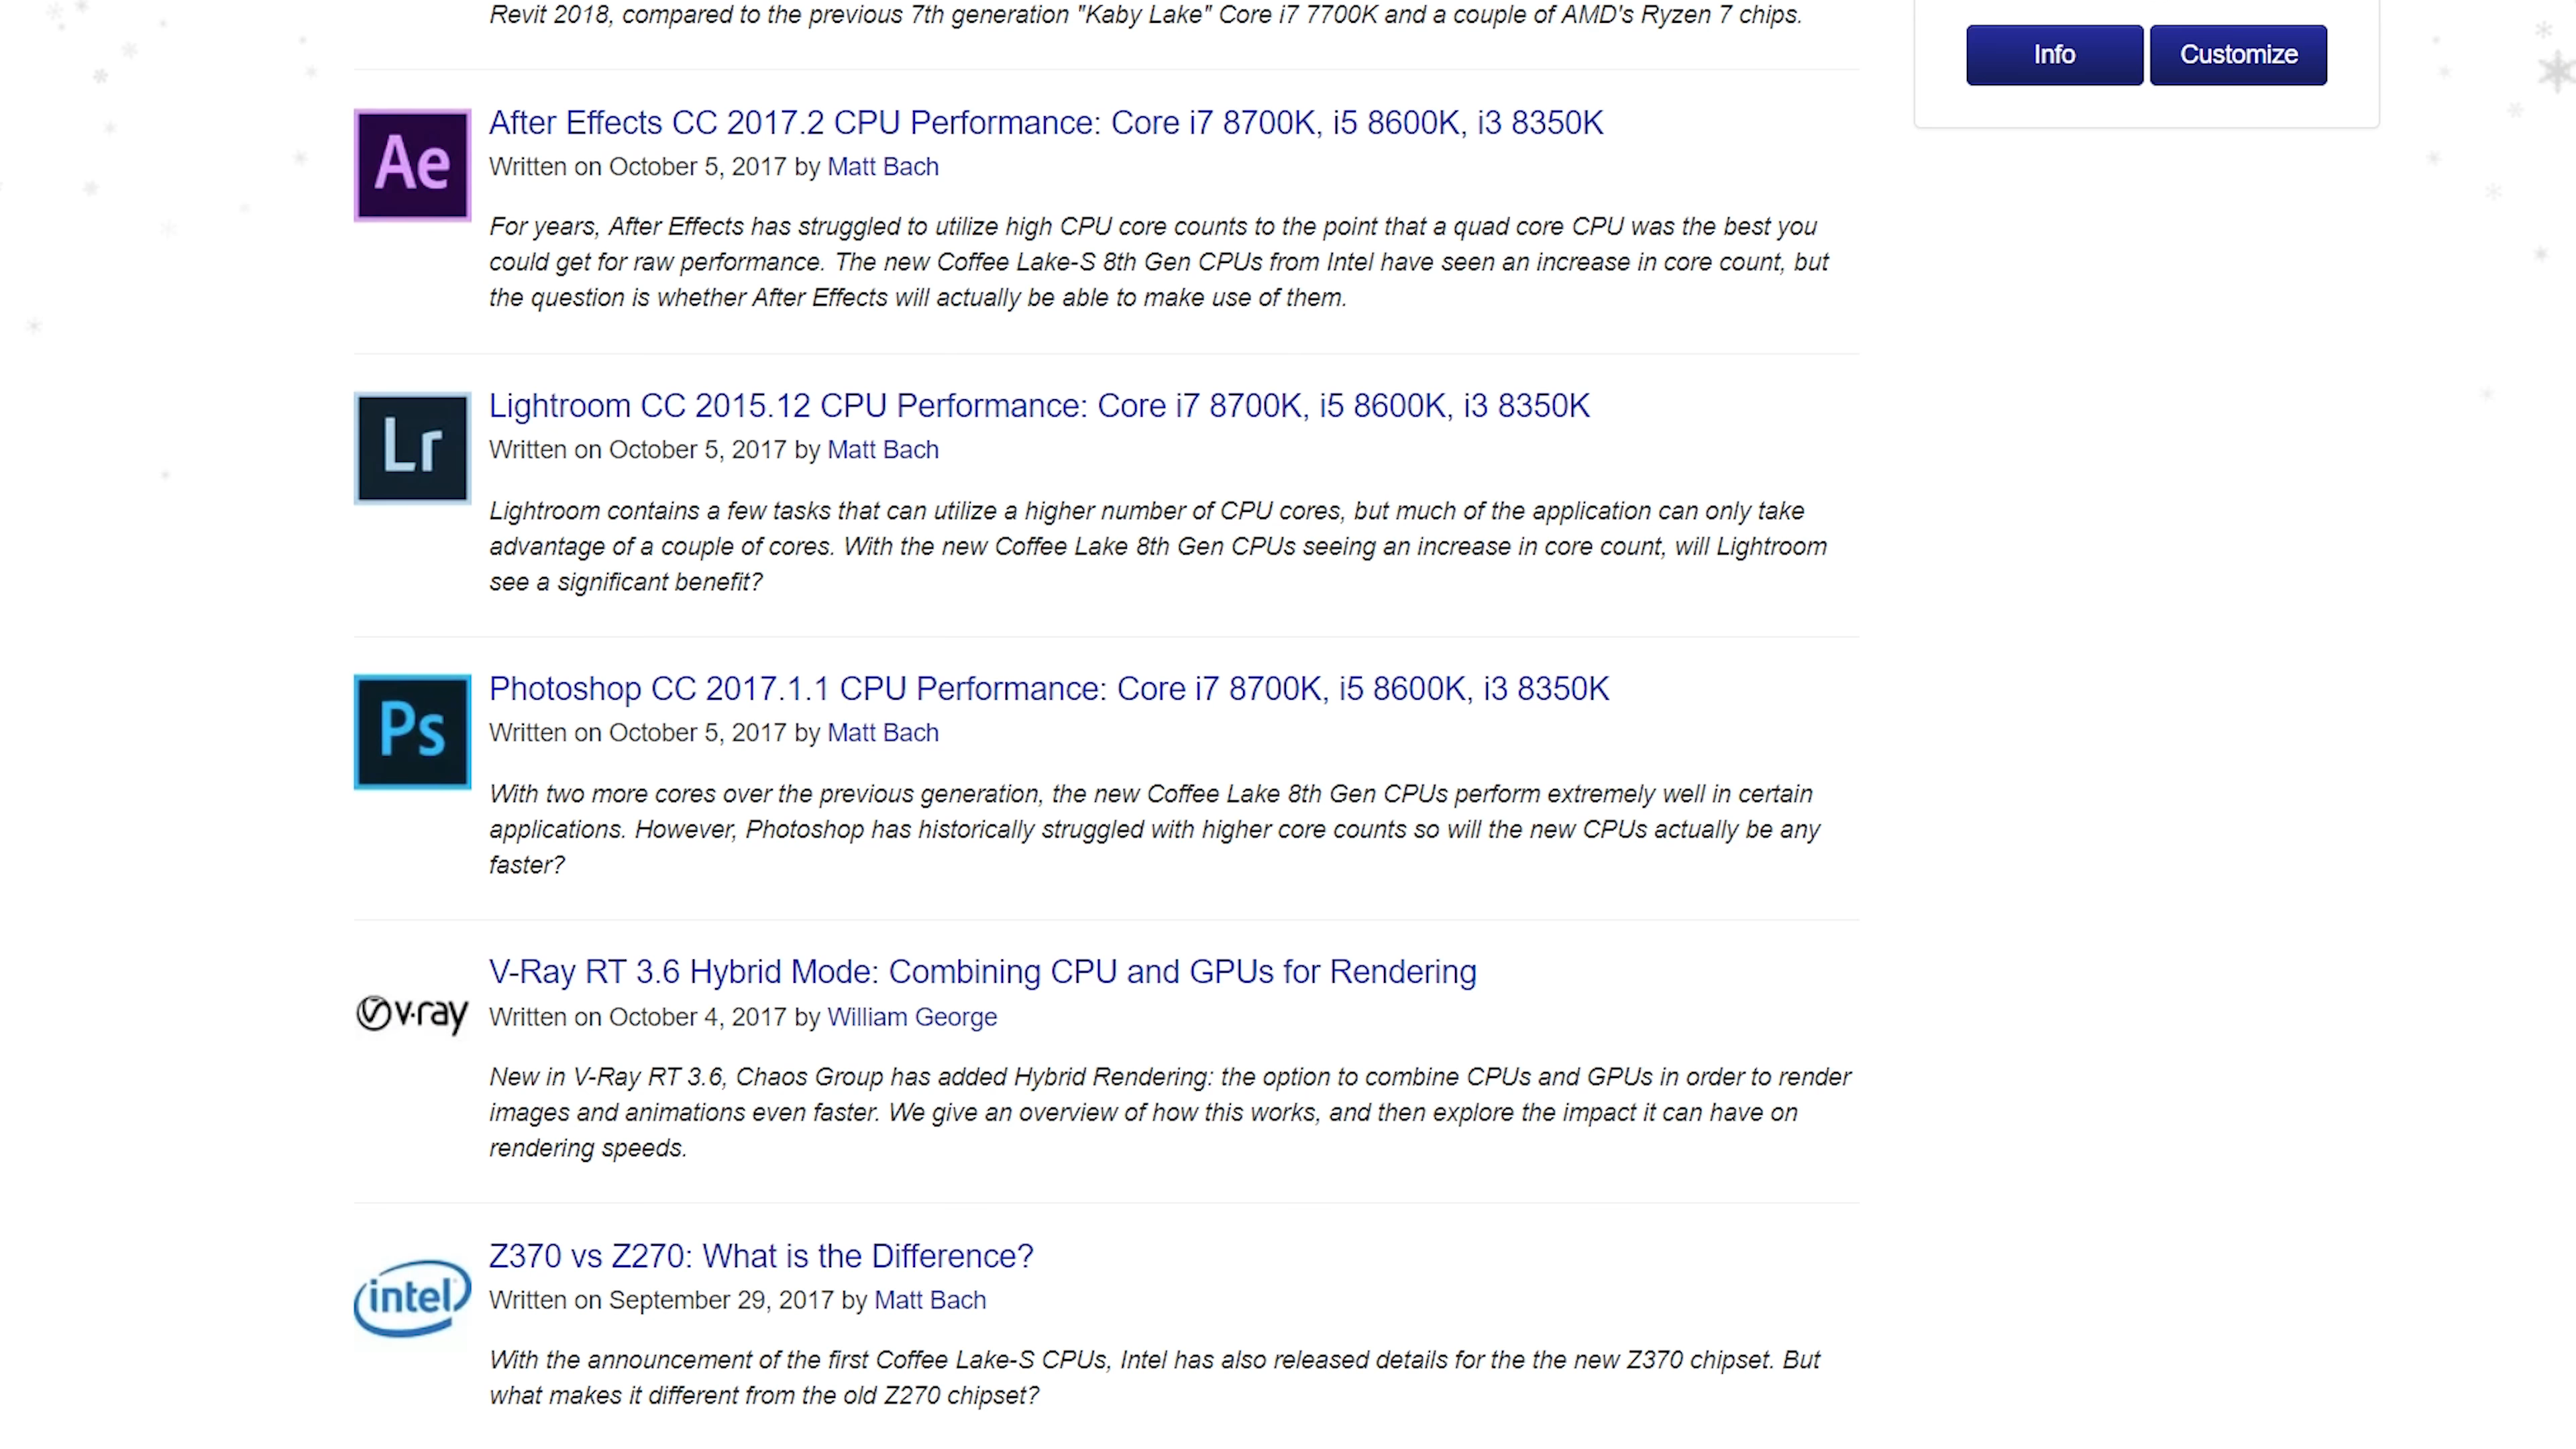 Revit 2018, compared to the previous 7th generation "Kaby Lake" Core i7 7700K and a couple of AMD's Ryzen 7 chips.
Info
Customize
Ae
After Effects CC 2017.2 CPU Performance: Core i7 8700K, i5 8600K, i3 8350K
Written on October 5, 2017 by Matt Bach
For years, After Effects has struggled to utilize high CPU core counts to the point that a quad core CPU was the best you
could get for raw performance. The new Coffee Lake-S 8th Gen CPUs from Intel have seen an increase in core count, but
the question is whether After Effects will actually be able to make use of them.
Lr
Lightroom CC 2015.12 CPU Performance: Core i7 8700K, i5 8600K, i3 8350K
Written on October 5, 2017 by Matt Bach
Lightroom contains a few tasks that can utilize a higher number of CPU cores, but much of the application can only take
advantage of a couple of cores. With the new Coffee Lake 8th Gen CPUs seeing an increase in core count, will Lightroom
see a significant benefit?
Ps
Photoshop CC 2017.1.1 CPU Performance: Core i7 8700K, i5 8600K, i3 8350K
Written on October 5, 2017 by Matt Bach
With two more cores over the previous generation, the new Coffee Lake 8th Gen CPUs perform extremely well in certain
applications. However, Photoshop has historically struggled with higher core counts so will the new CPUs actually be any
faster?
v·ray
V-Ray RT 3.6 Hybrid Mode: Combining CPU and GPUs for Rendering
Written on October 4, 2017 by William George
New in V-Ray RT 3.6, Chaos Group has added Hybrid Rendering: the option to combine CPUs and GPUs in order to render
images and animations even faster. We give an overview of how this works, and then explore the impact it can have on
rendering speeds.
intel
Z370 vs Z270: What is the Difference?
Written on September 29, 2017 by Matt Bach
With the announcement of the first Coffee Lake-S CPUs, Intel has also released details for the the new Z370 chipset. But
what makes it different from the old Z270 chipset?